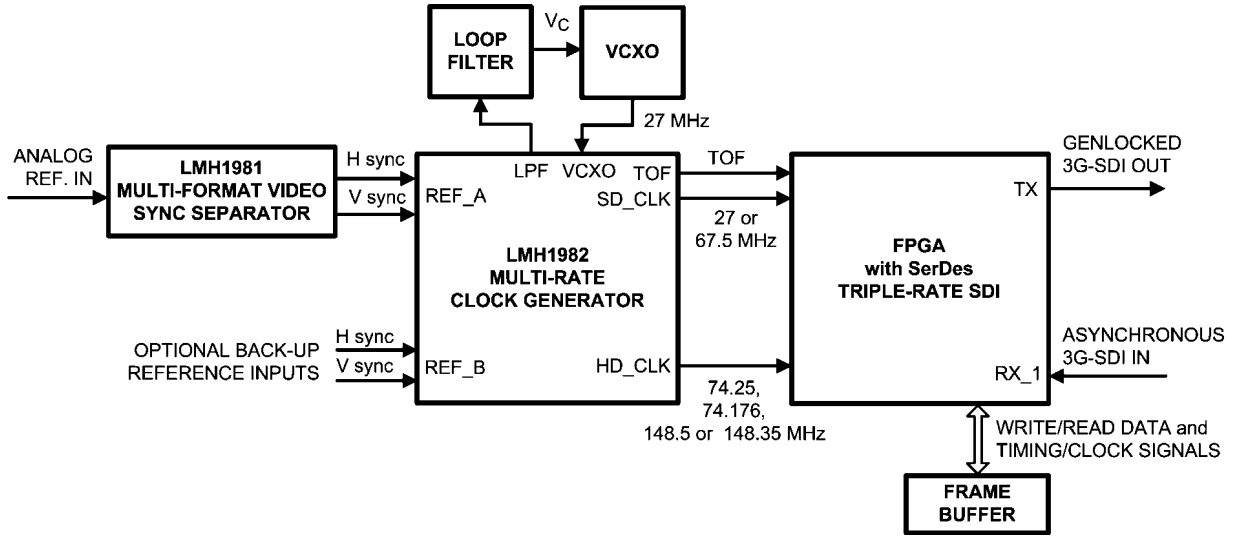 LOOP
FILTER
VC
VCXO
27 MHz
ANALOG
REF. IN
LMH1981
MULTI-FORMAT VIDEO
SYNC SEPARATOR
H sync
V sync
REF_A
LPF
VCXO
TOF
SD_CLK
LMH1982
MULTI-RATE
CLOCK GENERATOR
OPTIONAL BACK-UP
REFERENCE INPUTS
H sync
V sync
REF_B
HD_CLK
TOF
27 or
67.5 MHz
74.25,
74.176,
148.5 or 148.35 MHz
FPGA
with SerDes
TRIPLE-RATE SDI
TX
RX_1
GENLOCKED
3G-SDI OUT
ASYNCHRONOUS
3G-SDI IN
WRITE/READ DATA and
TIMING/CLOCK SIGNALS
FRAME
BUFFER